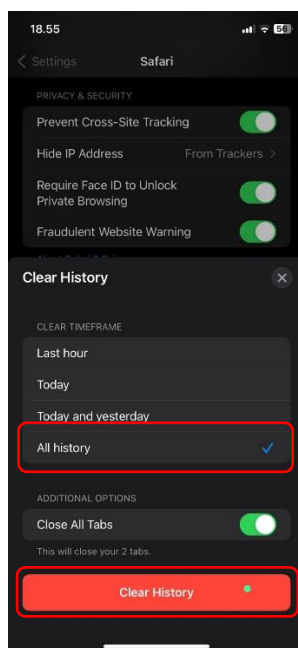 18.55
56
Settings
Safari
PRIVACY & SECURITY
Prevent Cross-Site Tracking
Hide IP Address
From Trackers
Require Face ID to Unlock
Private Browsing
Fraudulent Website Warning
Clear History
CLEAR TIMEFRAME
Last hour
Today
Today and yesterday
All history
ADDITIONAL OPTIONS
Close All Tabs
This will close your 2 tabs.
Clear History